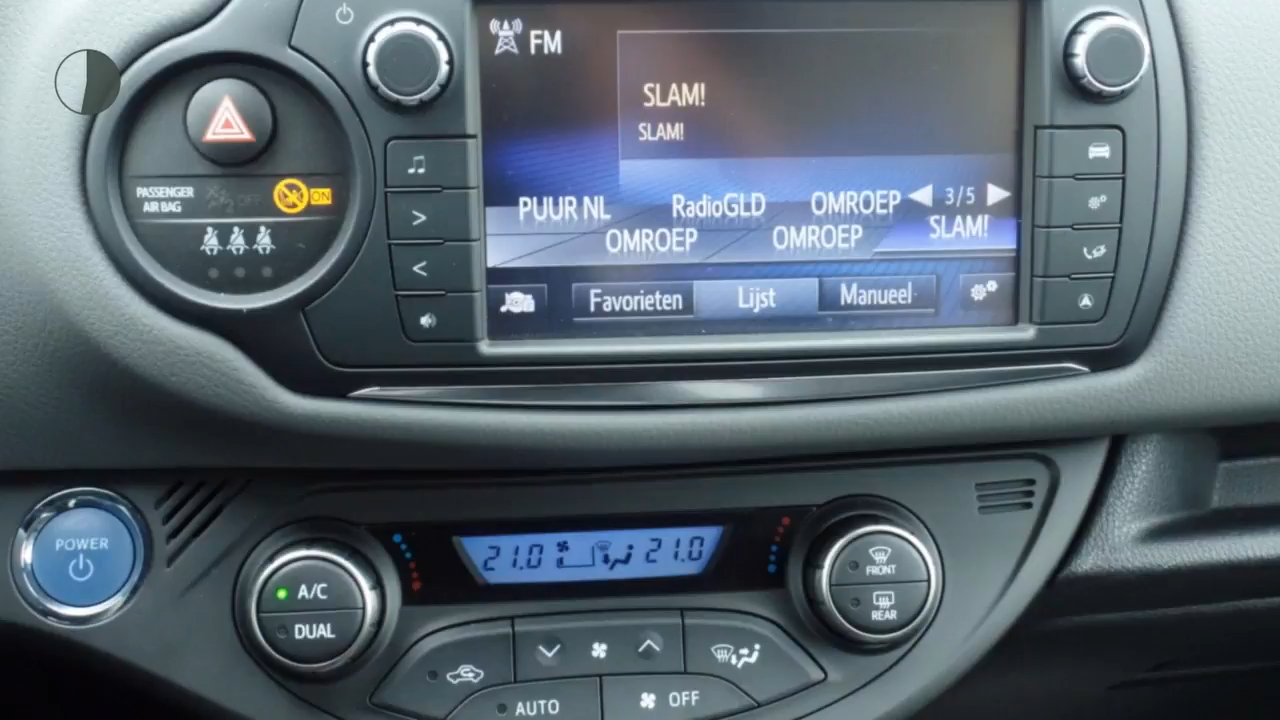 FM
SLAM!
SLAM!
PASSENGER
AIR BAG
OFF
ON
PUUR NL RadioGLD OMROEP 3/5
OMROEP OMROEP SLAM!
Favorieten Lijst Manueel
POWER
21.0 21.0
A/C
DUAL
FRONT
REAR
AUTO
OFF